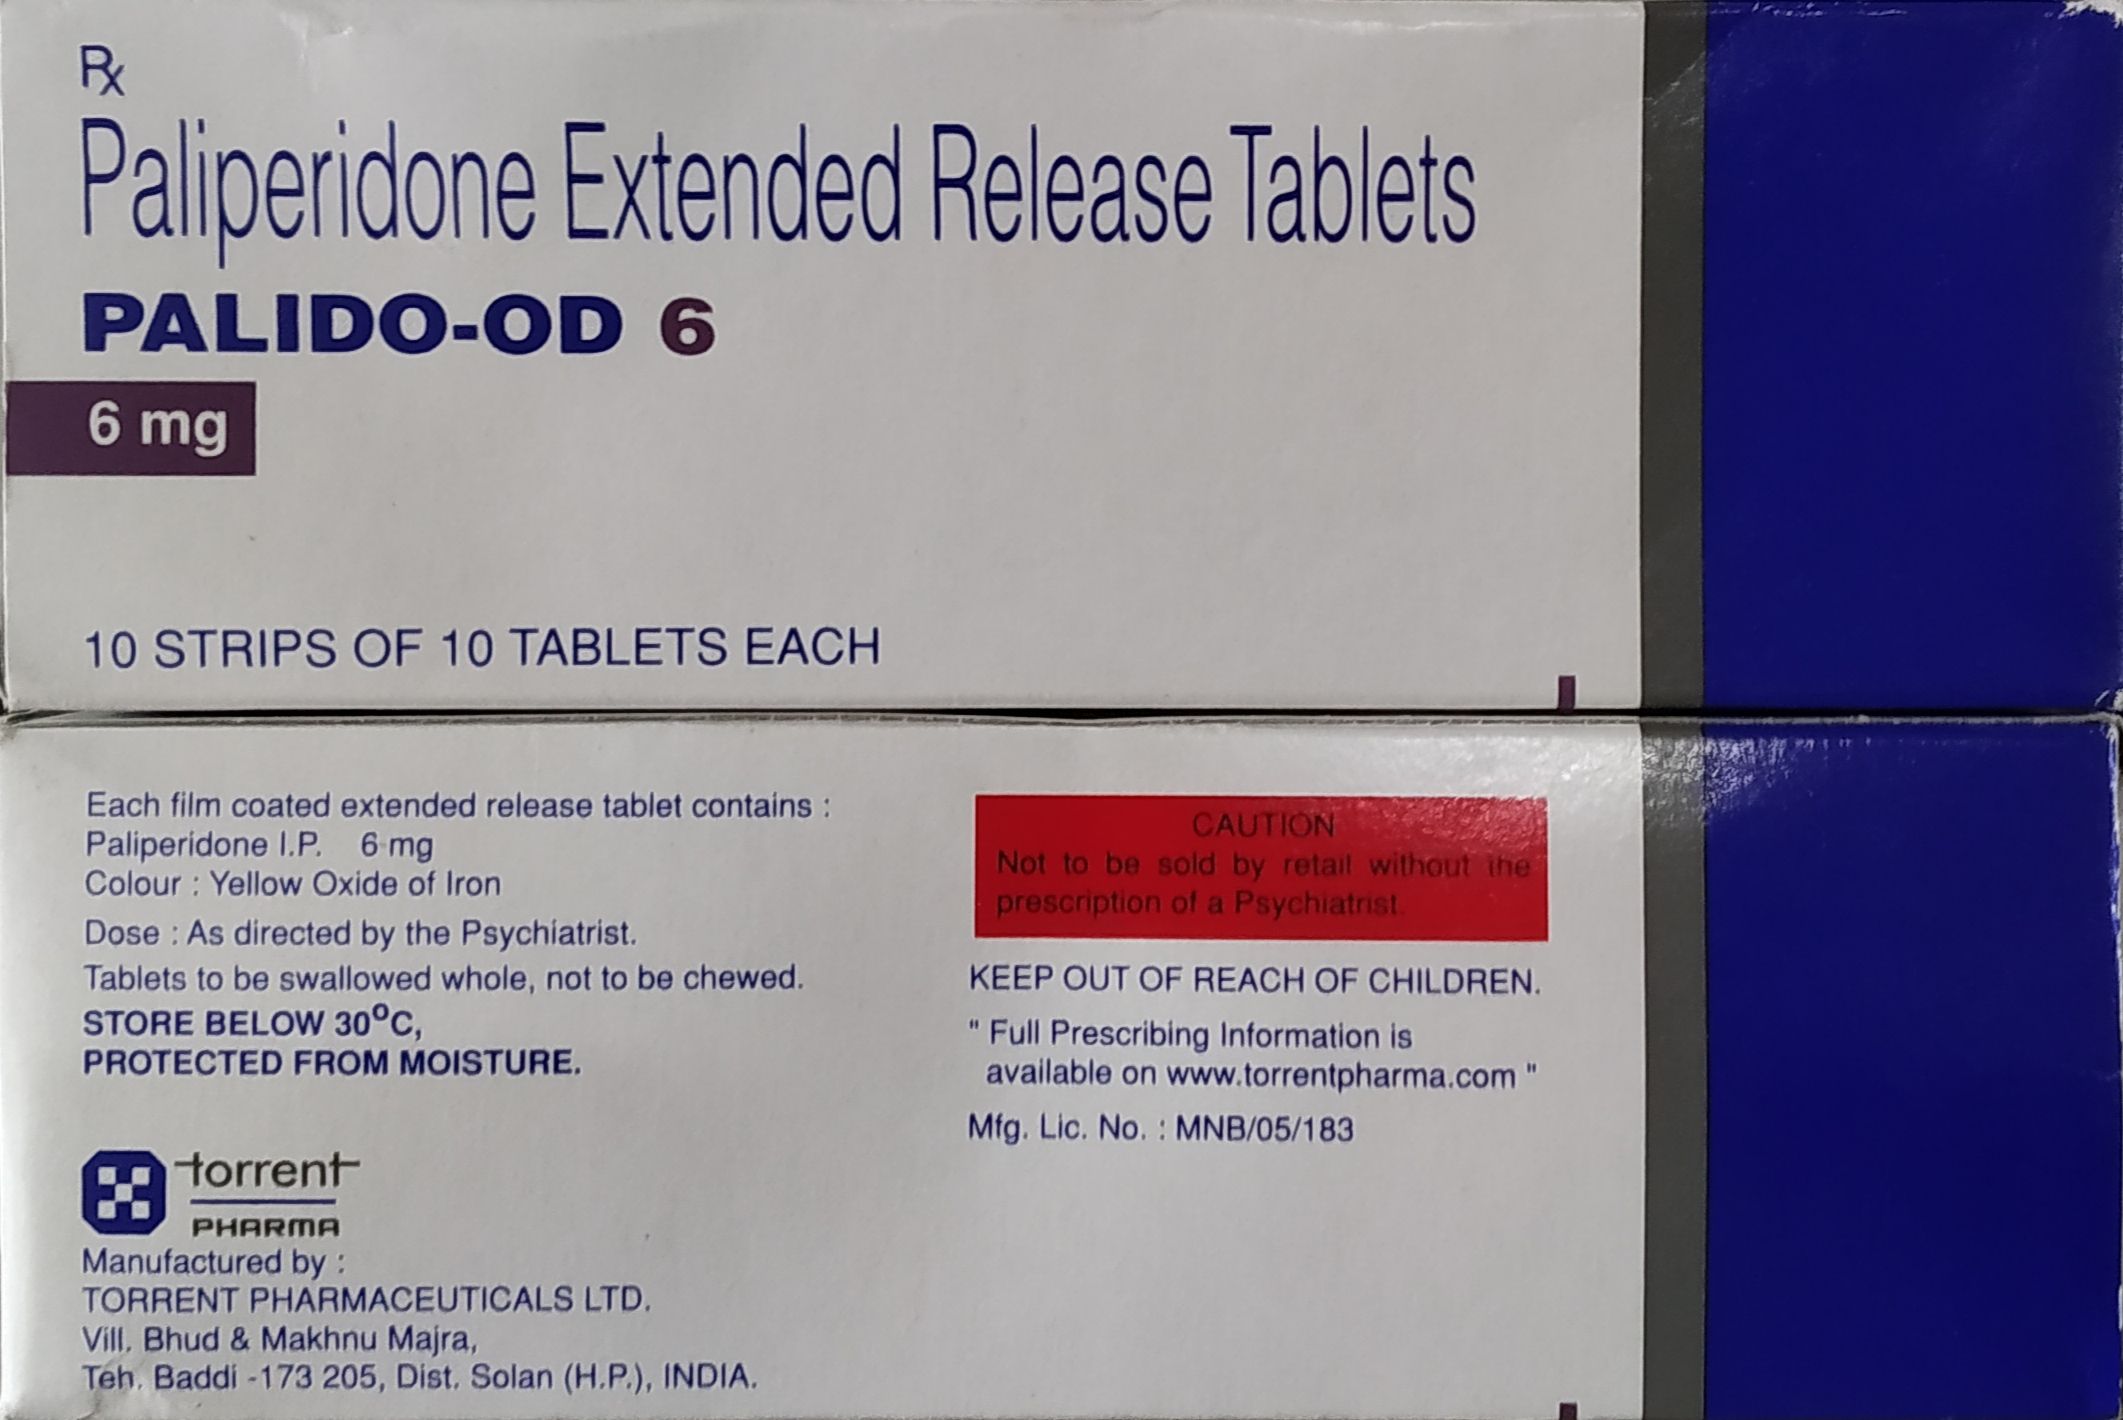 Rx
Paliperidone Extended Release Tablets
PALIDO-OD 6
6 mg
10 STRIPS OF 10 TABLETS EACH
Each film coated extended release tablet contains :
Paliperidone I.P. 6 mg
Colour : Yellow Oxide of Iron
Dose : As directed by the Psychiatrist.
Tablets to be swallowed whole, not to be chewed.
STORE BELOW 30°C,
PROTECTED FROM MOISTURE.
torrent
PHARMA
Manufactured by :
TORRENT PHARMACEUTICALS LTD.
Vill. Bhud & Makhnu Majra,
Teh. Baddi -173 205, Dist. Solan (H.P.), INDIA.
CAUTION
Not to be sold by retail without the
prescription of a Psychiatrist.
KEEP OUT OF REACH OF CHILDREN.
" Full Prescribing Information is
available on www.torrentpharma.com "
Mfg. Lic. No. : MNB/05/183